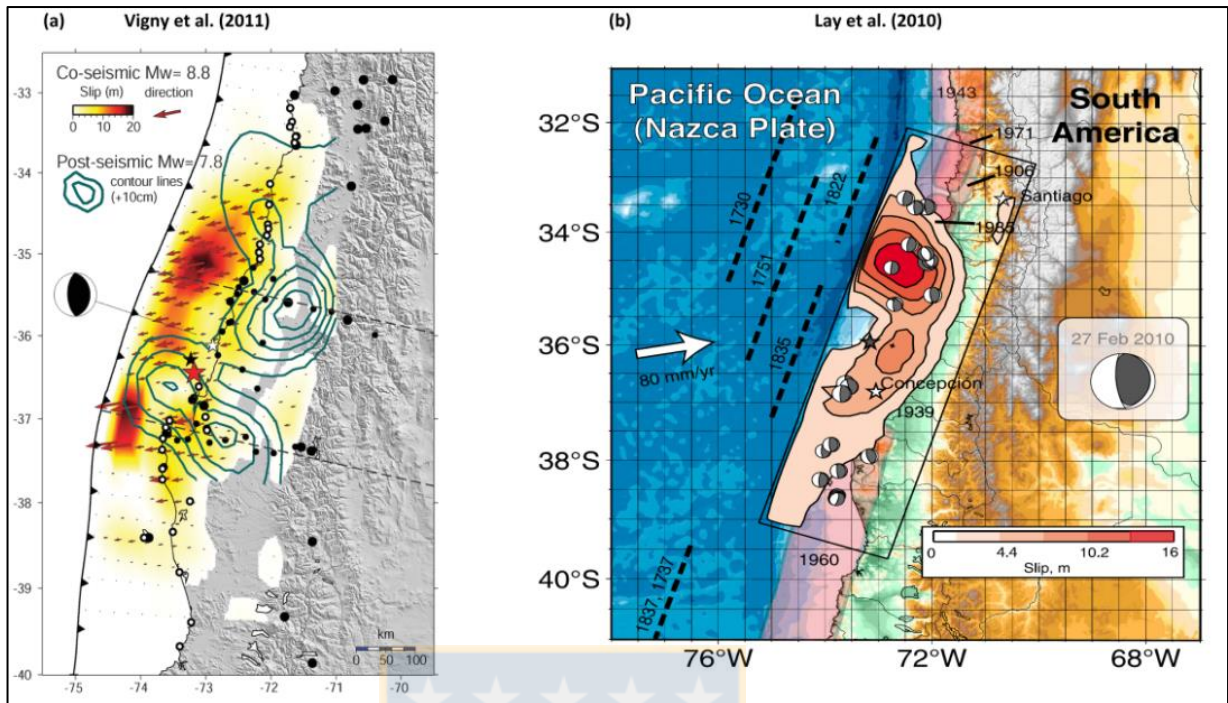 (a) Vigny et al. (2011)
Co-seismic Mw= 8.8
Slip (m) direction
0 10 20
Post-seismic Mw= 7.8
contour lines
(+10cm)
-33
-34
-35
-36
-37
-38
-39
-40
km
0 50 100
-75 -74 -73 -72 -71 -70
(b) Lay et al. (2010)
Pacific Ocean
(Nazca Plate)
South
America
1943
1971
1906
Santiago
1985
1730
1751
1822
1835
80 mm/yr
27 Feb 2010
Concepción
1939
1960
1837, 1737
0 4.4 10.2 16
Slip, m
32°S
34°S
36°S
38°S
40°S
76°W 72°W 68°W